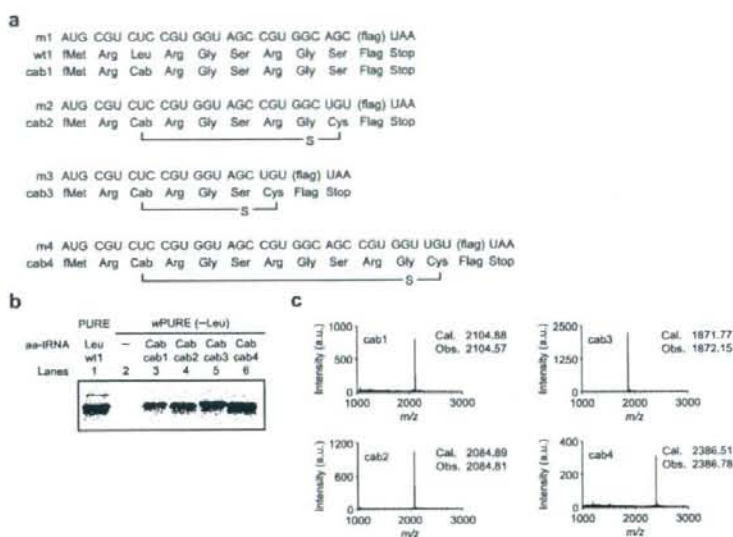 a
m1 AUG CGU CUC CGU GGU AGC CGU GGC AGC (flag) UAA
wt1 fMet Arg Leu Arg Gly Ser Arg Gly Ser Flag Stop
cab1 fMet Arg Cab Arg Gly Ser Arg Gly Ser Flag Stop
m2 AUG CGU CUC CGU GGU AGC CGU GGC UGU (flag) UAA
cab2 fMet Arg Cab Arg Gly Ser Arg Gly Cys Flag Stop
S
m3 AUG CGU CUC CGU GGU AGC UGU (flag) UAA
cab3 fMet Arg Cab Arg Gly Ser Cys Flag Stop
S
m4 AUG CGU CUC CGU GGU AGC CGU GGC AGC CGU GGU UGU (flag) UAA
cab4 fMet Arg Cab Arg Gly Ser Arg Gly Ser Arg Gly Cys Flag Stop
S
b
PURE wPURE (−Leu)
aa-tRNA Leu − Cab Cab Cab Cab
wt1 cab1 cab2 cab3 cab4
Lanes 1 2 3 4 5 6
c
Intensity (a.u.)
1000
500
0
cab1
Cal. 2104.88
Obs. 2104.57
1000 2000 3000
m/z
Intensity (a.u.)
2500
1250
0
cab3
Cal. 1871.77
Obs. 1872.15
1000 2000 3000
m/z
Intensity (a.u.)
1200
600
0
cab2
Cal. 2084.89
Obs. 2084.81
1000 2000 3000
m/z
Intensity (a.u.)
400
200
0
cab4
Cal. 2386.51
Obs. 2386.78
1000 2000 3000
m/z